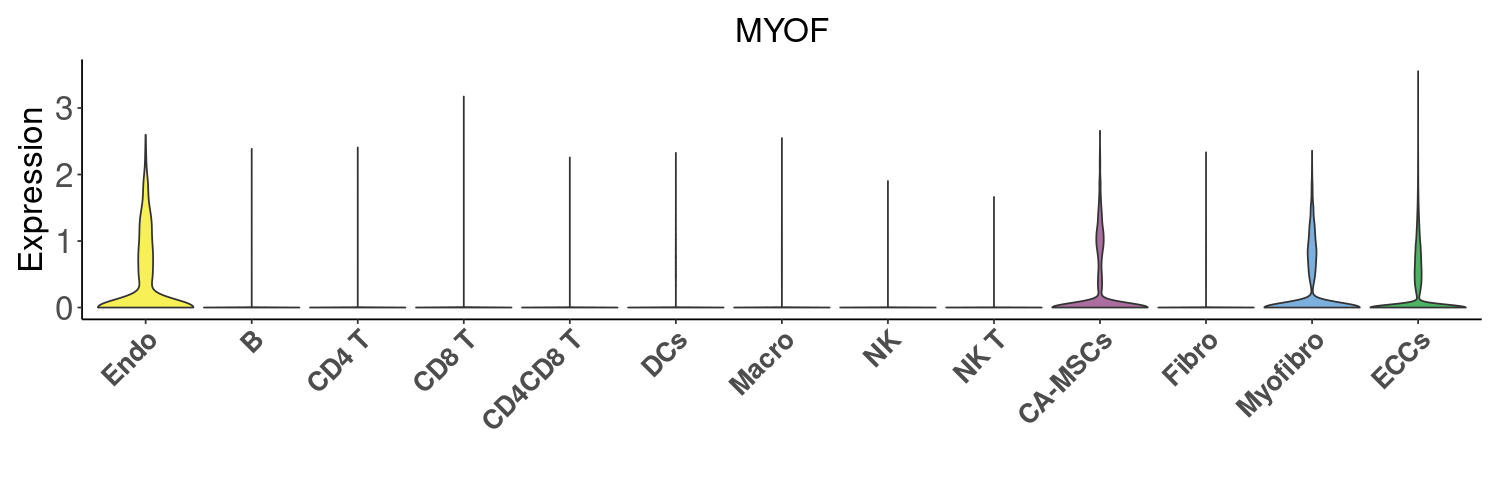 MYOF
Expression
3
2
1
0
Endo
B
CD4 T
CD8 T
CD4CD8 T
DCs
Macro
NK
NK T
CA-MSCs
Fibro
Myofibro
ECCs